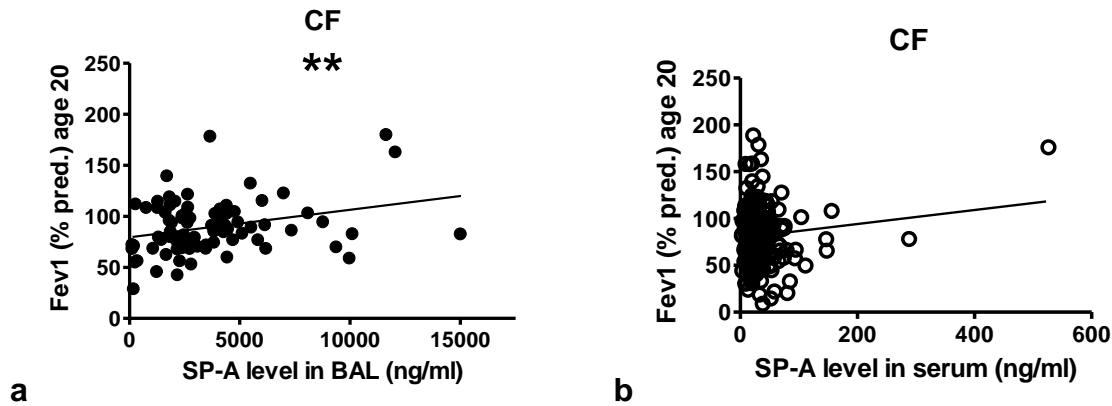 CF
**
Fev1 (% pred.) age 20
250
200
150
100
50
0
0 5000 10000 15000
SP-A level in BAL (ng/ml)
a
CF
Fev1 (% pred.) age 20
250
200
150
100
50
0
0 200 400 600
SP-A level in serum (ng/ml)
b